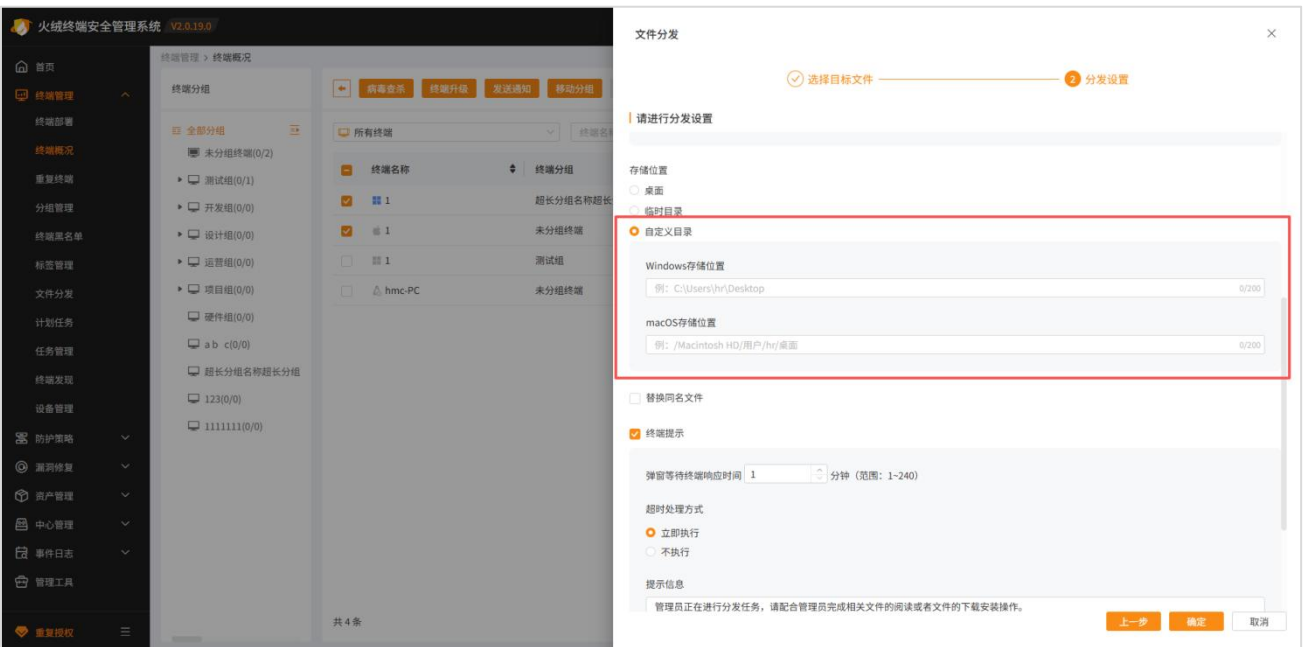 火绒终端安全管理系统 V2.0.19.0
首页
终端管理
终端部署
终端概况
重复终端
分组管理
终端黑名单
标签管理
文件分发
计划任务
任务管理
终端发现
设备管理
防护策略
漏洞修复
资产管理
中心管理
事件日志
管理工具
重复授权
终端管理 > 终端概况
终端分组
全部分组
未分组终端(0/2)
测试组(0/1)
开发组(0/0)
设计组(0/0)
运营组(0/0)
项目组(0/0)
硬件组(0/0)
a b c(0/0)
超长分组名称超长分组
123(0/0)
1111111(0/0)
病毒查杀 终端升级 发送通知 移动分组
所有终端 终端名称
终端名称 终端分组
1 超长分组名称超长
1 未分组终端
1 测试组
hmc-PC 未分组终端
共 4 条
文件分发
选择目标文件 2 分发设置
请进行分发设置
存储位置
桌面
临时目录
自定义目录
Windows存储位置
例：C:\Users\hr\Desktop 0/200
macOS存储位置
例：/Macintosh HD/用户/hr/桌面 0/200
替换同名文件
终端提示
弹窗等待终端响应时间 1 分钟（范围：1~240）
超时处理方式
立即执行
不执行
提示信息
管理员正在进行分发任务，请配合管理员完成相关文件的阅读或者文件的下载安装操作。
上一步 确定 取消